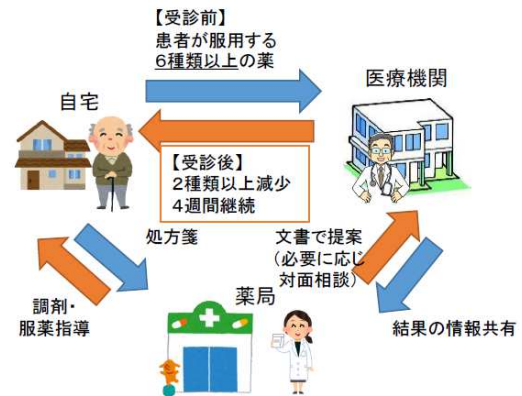 【受診前】
患者が服用する
6種類以上の薬
自宅
医療機関
【受診後】
2種類以上減少
4週間継続
処方箋
文書で提案
(必要に応じ
対面相談)
調剤・
服薬指導
薬局
結果の情報共有